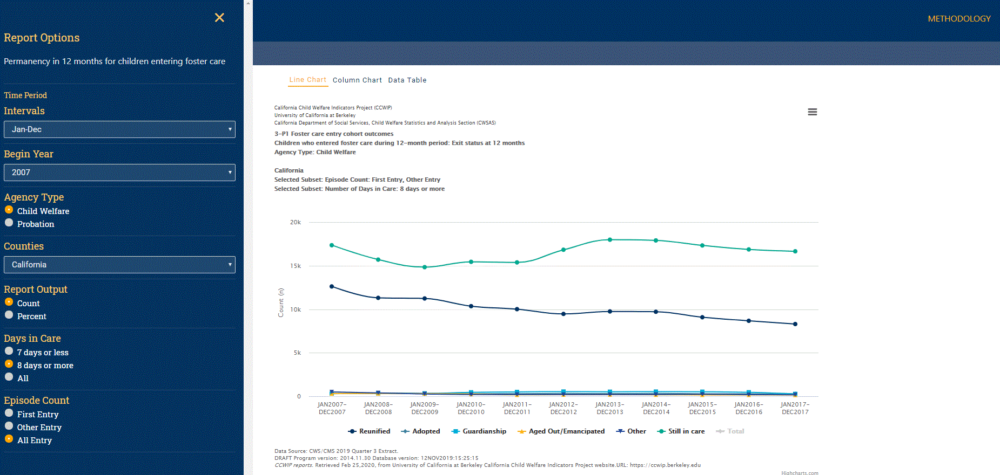 METHODOLOGY
Report Options
Permanency in 12 months for children entering foster care
Time Period
Intervals
Jan-Dec
Begin Year
2007
Agency Type
Child Welfare
Probation
Counties
California
Report Output
Count
Percent
Days in Care
7 days or less
8 days or more
All
Episode Count
First Entry
Other Entry
All Entry
Line Chart Column Chart Data Table
California Child Welfare Indicators Project (CCWIP)
University of California at Berkeley
California Department of Social Services, Child Welfare Statistics and Analysis Section (CWSAS)
3-P1 Foster care entry cohort outcomes
Children who entered foster care during 12-month period: Exit status at 12 months
Agency Type: Child Welfare
California
Selected Subset: Episode Count: First Entry, Other Entry
Selected Subset: Number of Days in Care: 8 days or more
20k
15k
10k
5k
0
Count (n)
JAN2007- JAN2008- JAN2009- JAN2010- JAN2011- JAN2012- JAN2013- JAN2014- JAN2015- JAN2016- JAN2017-
DEC2007 DEC2008 DEC2009 DEC2010 DEC2011 DEC2012 DEC2013 DEC2014 DEC2015 DEC2016 DEC2017
Reunified Adopted Guardianship Aged Out/Emancipated Other Still in care Total
Data Source: CWS/CMS 2019 Quarter 3 Extract.
DRAFT Program version: 2014.11.30 Database version: 12NOV2019:15:25:15
CCWIP reports. Retrieved Feb 25,2020, from University of California at Berkeley California Child Welfare Indicators Project website.URL: https://ccwip.berkeley.edu
Highcharts.com